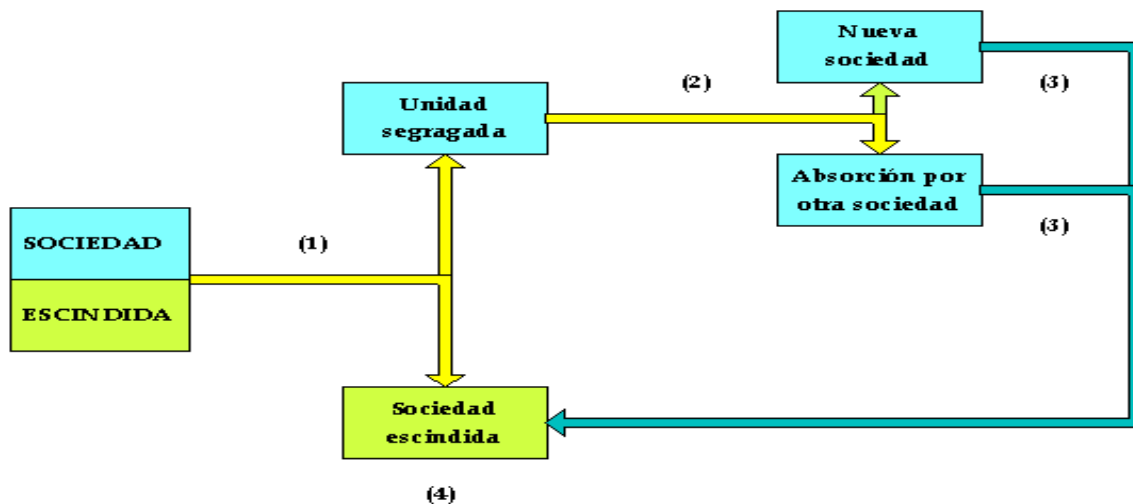 Nueva
sociedad
(2)
(3)
Unidad
segragada
Absorción por
otra sociedad
(3)
SOCIEDAD
(1)
ESCINDIDA
Sociedad
escindida
(4)